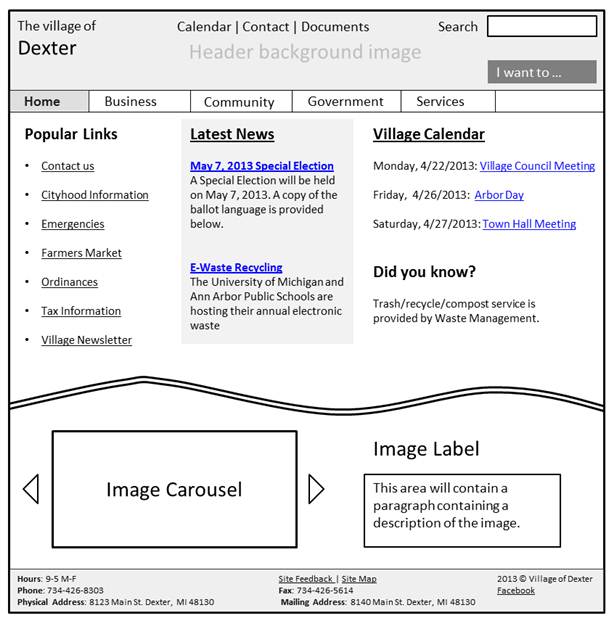 The village of
Dexter
Calendar | Contact | Documents
Search
Header background image
I want to ...
Home
Business
Community
Government
Services
Popular Links
• Contact us
• Cityhood Information
• Emergencies
• Farmers Market
• Ordinances
• Tax Information
• Village Newsletter
Latest News
May 7, 2013 Special Election
A Special Election will be held
on May 7, 2013. A copy of the
ballot language is provided
below.
E-Waste Recycling
The University of Michigan and
Ann Arbor Public Schools are
hosting their annual electronic
waste
Village Calendar
Monday, 4/22/2013: Village Council Meeting
Friday, 4/26/2013: Arbor Day
Saturday, 4/27/2013: Town Hall Meeting
Did you know?
Trash/recycle/compost service is
provided by Waste Management.
Image Carousel
Image Label
This area will contain a
paragraph containing a
description of the image.
Hours: 9-5 M-F
Phone: 734-426-8303
Physical Address: 8123 Main St. Dexter, MI 48130
Site Feedback | Site Map
Fax: 734-426-5614
Mailing Address: 8140 Main St. Dexter, MI 48130
2013 © Village of Dexter
Facebook